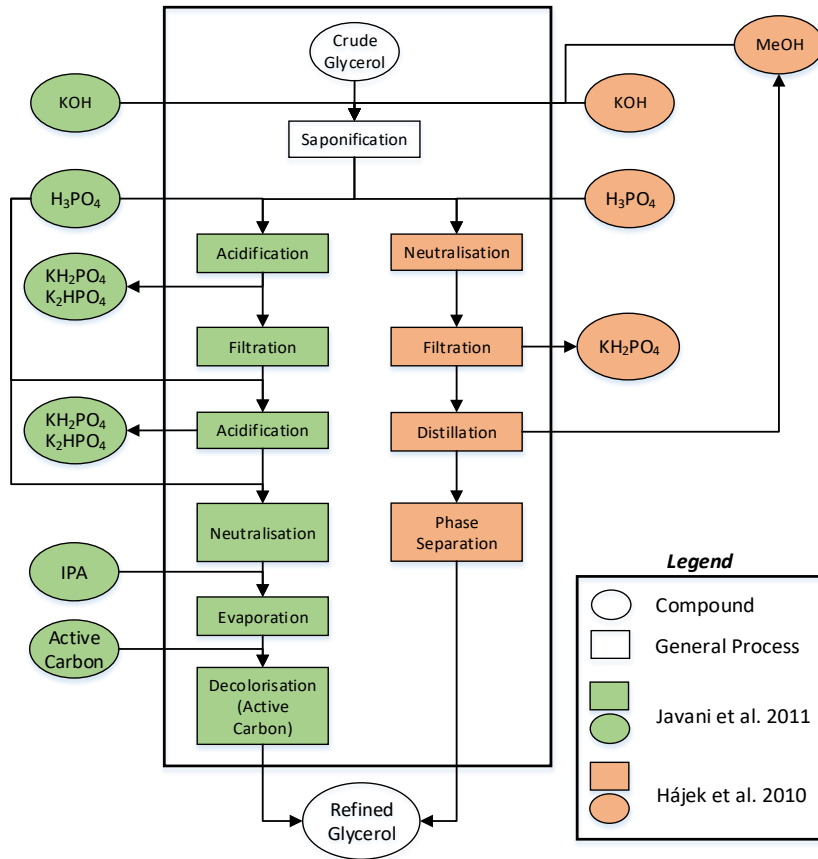 Crude
Glycerol
MeOH
KOH
KOH
Saponification
H₃PO₄
H₃PO₄
Acidification
Neutralisation
KH₂PO₄
K₂HPO₄
Filtration
Filtration
KH₂PO₄
KH₂PO₄
K₂HPO₄
Acidification
Distillation
Neutralisation
Phase
Separation
IPA
Evaporation
Active
Carbon
Decolorisation
(Active
Carbon)
Refined
Glycerol
Legend
Compound
General Process
Javani et al. 2011
Hájek et al. 2010